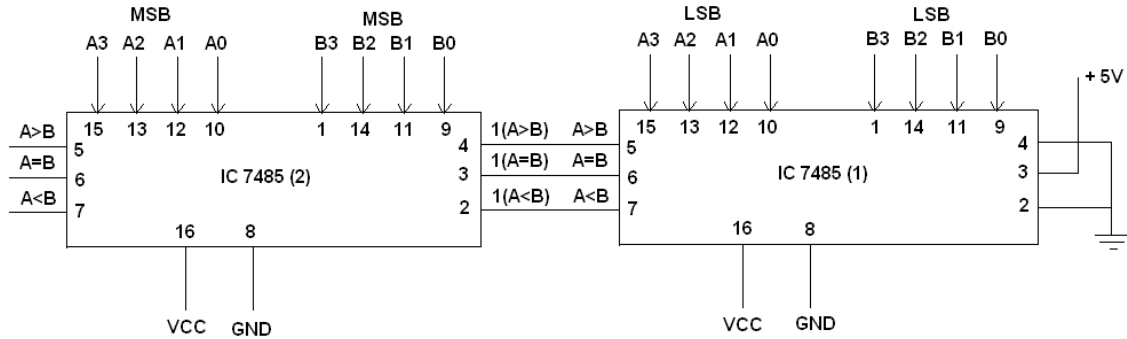 MSB MSB LSB LSB
A3 A2 A1 A0 B3 B2 B1 B0 A3 A2 A1 A0 B3 B2 B1 B0
+ 5V
15 13 12 10 1 14 11 9 15 13 12 10 1 14 11 9
A>B 5 4 1(A>B) A>B 5 4
A=B 6 IC 7485 (2) 3 1(A=B) A=B 6 IC 7485 (1) 3
A<B 7 2 1(A<B) A<B 7 2
16 8 16 8
VCC GND VCC GND